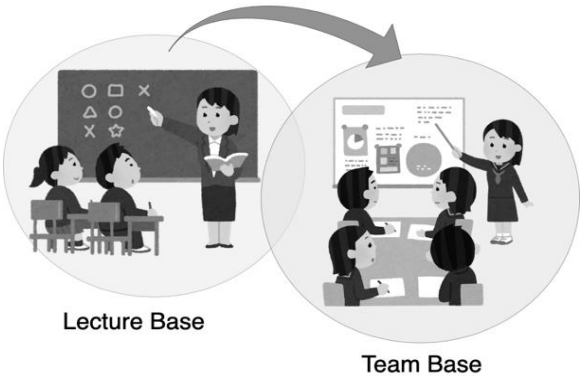 ○ □ ×
△ ○
× ☆
Lecture Base
Team Base